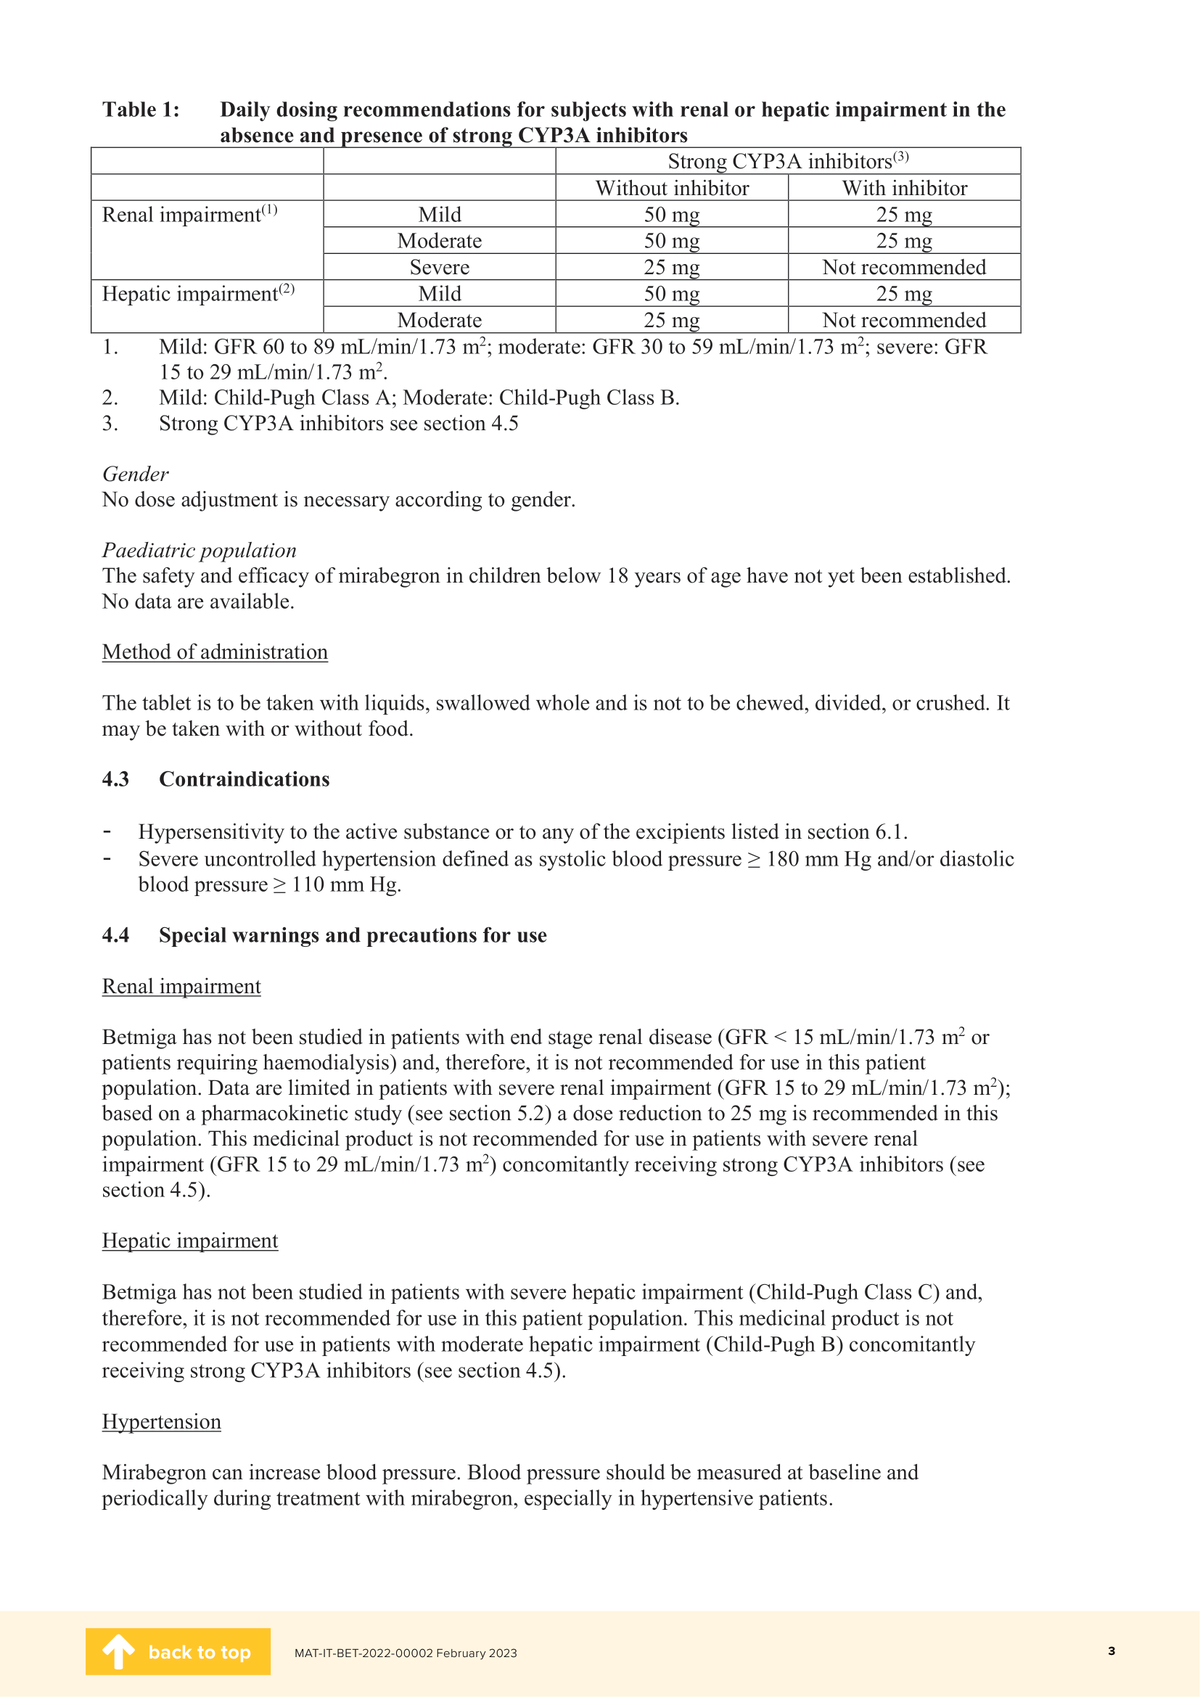 Table 1: Daily dosing recommendations for subjects with renal or hepatic impairment in the
absence and presence of strong CYP3A inhibitors
Strong CYP3A inhibitors(3)
Without inhibitor With inhibitor
Renal impairment(1) Mild 50 mg 25 mg
Moderate 50 mg 25 mg
Severe 25 mg Not recommended
Hepatic impairment(2) Mild 50 mg 25 mg
Moderate 25 mg Not recommended
1. Mild: GFR 60 to 89 mL/min/1.73 m²; moderate: GFR 30 to 59 mL/min/1.73 m²; severe: GFR
15 to 29 mL/min/1.73 m².
2. Mild: Child-Pugh Class A; Moderate: Child-Pugh Class B.
3. Strong CYP3A inhibitors see section 4.5
Gender
No dose adjustment is necessary according to gender.
Paediatric population
The safety and efficacy of mirabegron in children below 18 years of age have not yet been established.
No data are available.
Method of administration
The tablet is to be taken with liquids, swallowed whole and is not to be chewed, divided, or crushed. It
may be taken with or without food.
4.3 Contraindications
- Hypersensitivity to the active substance or to any of the excipients listed in section 6.1.
- Severe uncontrolled hypertension defined as systolic blood pressure ≥ 180 mm Hg and/or diastolic
blood pressure ≥ 110 mm Hg.
4.4 Special warnings and precautions for use
Renal impairment
Betmiga has not been studied in patients with end stage renal disease (GFR < 15 mL/min/1.73 m² or
patients requiring haemodialysis) and, therefore, it is not recommended for use in this patient
population. Data are limited in patients with severe renal impairment (GFR 15 to 29 mL/min/1.73 m²);
based on a pharmacokinetic study (see section 5.2) a dose reduction to 25 mg is recommended in this
population. This medicinal product is not recommended for use in patients with severe renal
impairment (GFR 15 to 29 mL/min/1.73 m²) concomitantly receiving strong CYP3A inhibitors (see
section 4.5).
Hepatic impairment
Betmiga has not been studied in patients with severe hepatic impairment (Child-Pugh Class C) and,
therefore, it is not recommended for use in this patient population. This medicinal product is not
recommended for use in patients with moderate hepatic impairment (Child-Pugh B) concomitantly
receiving strong CYP3A inhibitors (see section 4.5).
Hypertension
Mirabegron can increase blood pressure. Blood pressure should be measured at baseline and
periodically during treatment with mirabegron, especially in hypertensive patients.
back to top MAT-IT-BET-2022-00002 February 2023 3